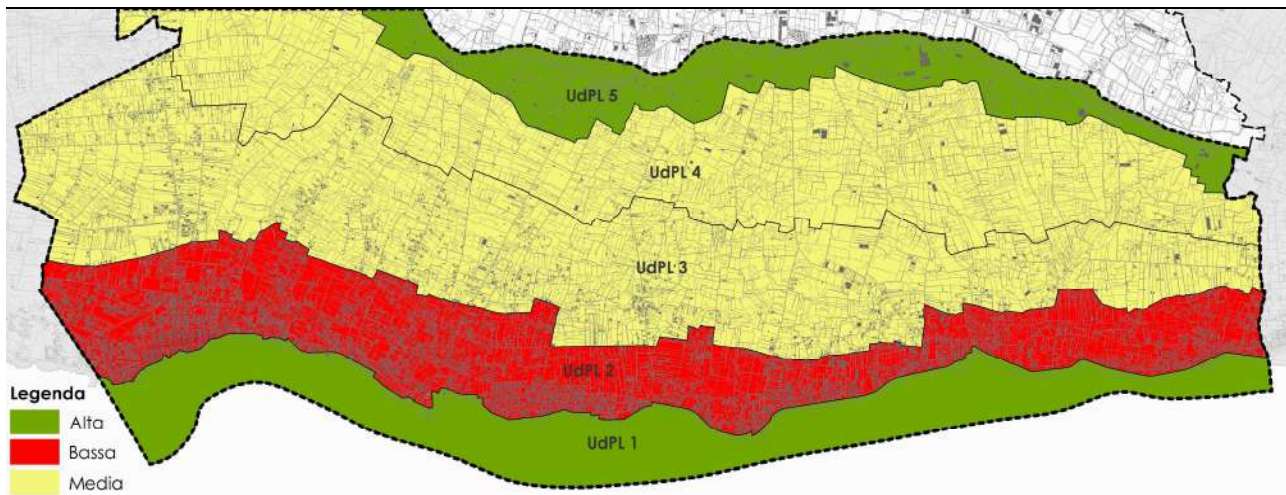 UdPL 5
UdPL 4
UdPL 3
UdPL 2
UdPL 1
Legenda
Alta
Bassa
Media